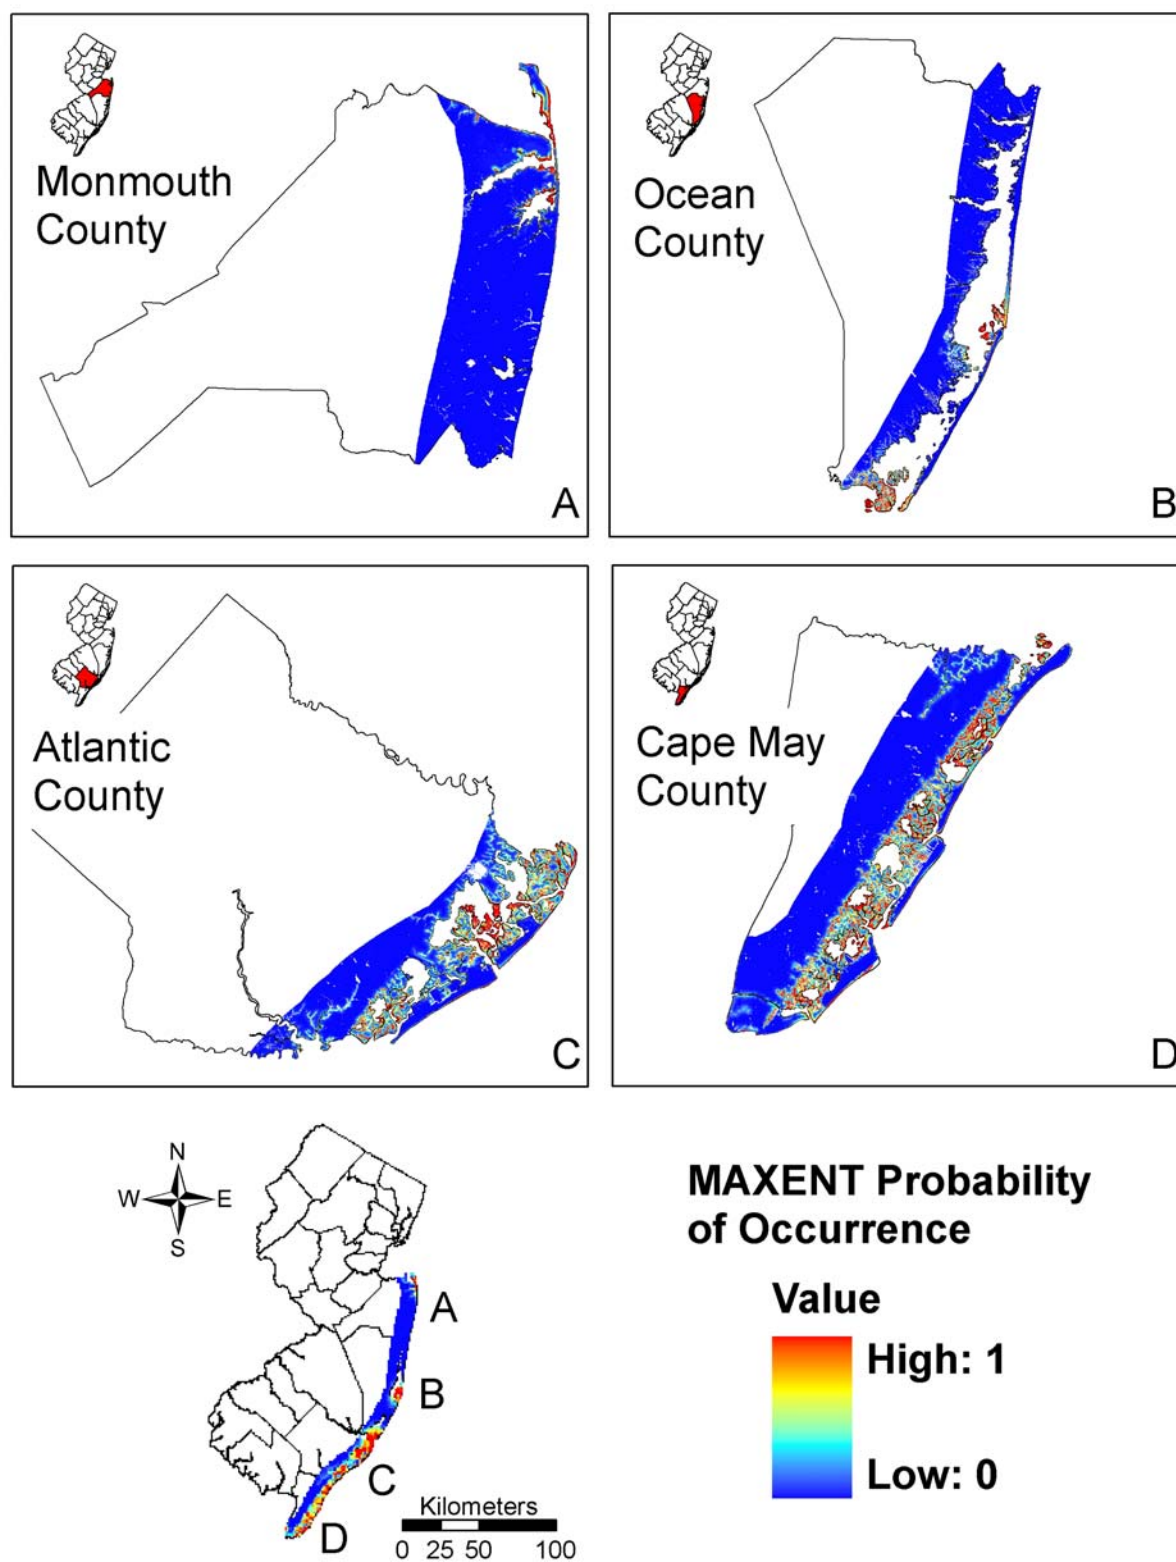 Monmouth
County
A
Ocean
County
B
Atlantic
County
C
Cape May
County
D
N
W
E
S
A
B
C
D
Kilometers
0 25 50 100
MAXENT Probability
of Occurrence
Value
High: 1
Low: 0